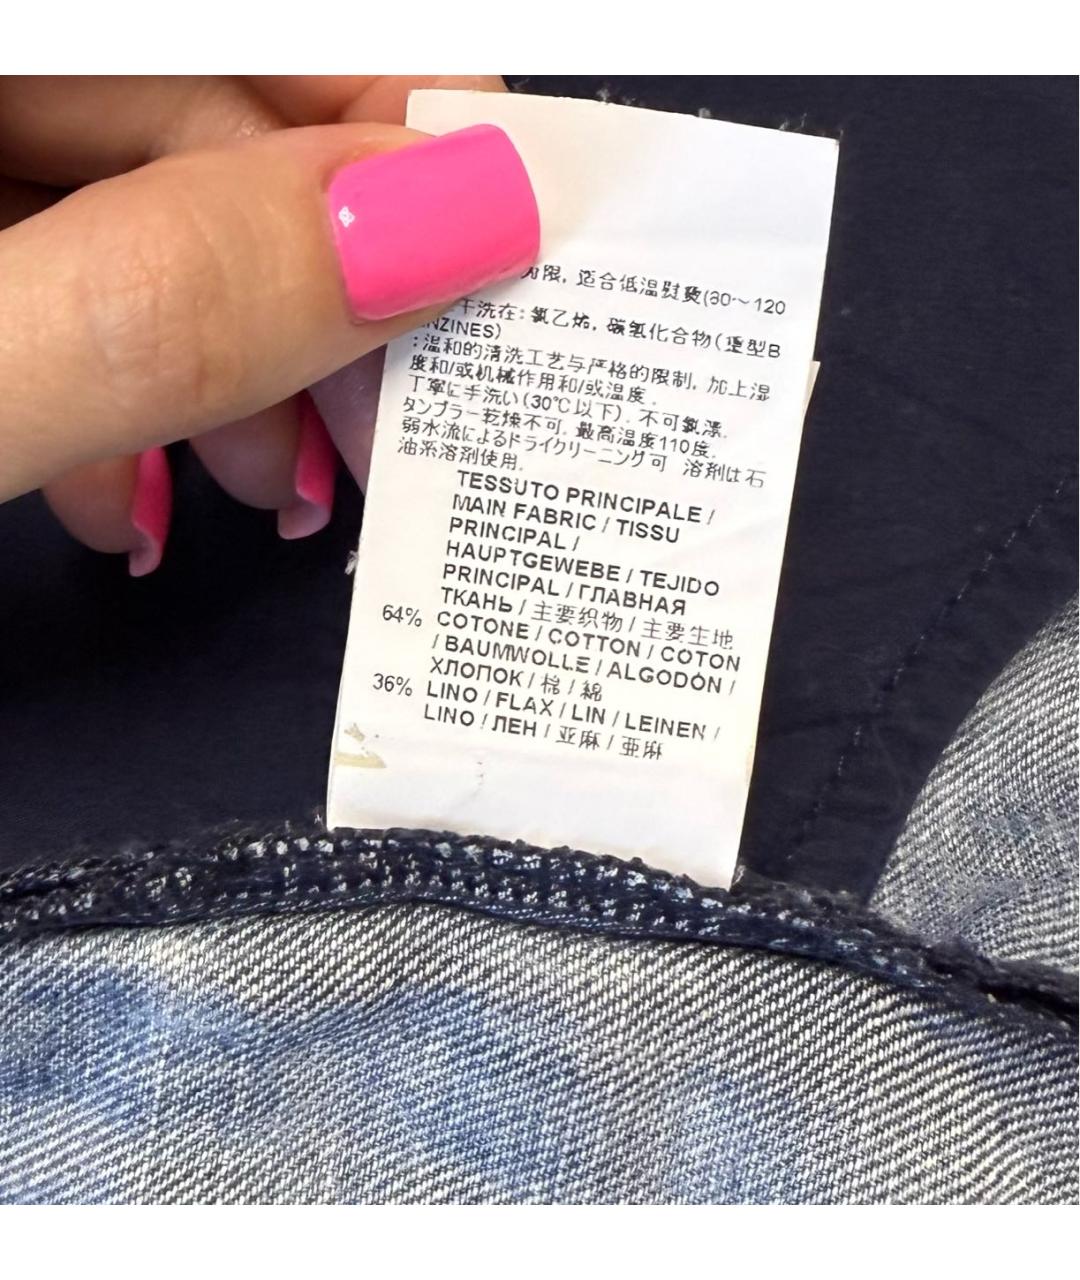 限, 适合低温熨烫(80～120
干洗在: 氯乙烯, 碳氢化合物(重型B
NZINES)
: 温和的清洗工艺与严格的限制, 加上湿
度和/或机械作用和/或温度.
丁寧に手洗い(30℃以下). 不可氯漂.
タンブラー乾燥不可. 最高温度110度.
弱水流によるドライクリーニング可 溶剤は石
油系溶剤使用.
TESSUTO PRINCIPALE /
MAIN FABRIC / TISSU
PRINCIPAL /
HAUPTGEWEBE / TEJIDO
PRINCIPAL / ГЛАВНАЯ
ТКАНЬ / 主要织物 / 主要生地
64% COTONE / COTTON / COTON
/ BAUMWOLLE / ALGODÓN /
ХЛОПОК / 棉 / 綿
36% LINO / FLAX / LIN / LEINEN /
LINO / ЛЕН / 亚麻 / 亜麻